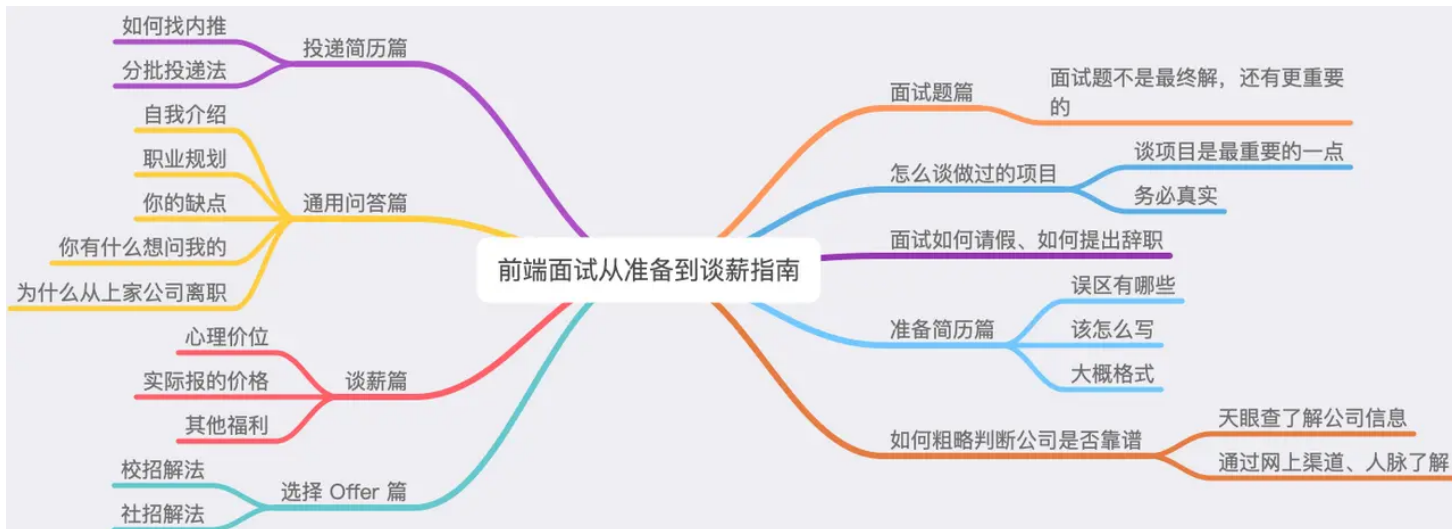 如何找内推
投递简历篇
分批投递法
自我介绍
职业规划
你的缺点
通用问答篇
你有什么想问我的
为什么从上家公司离职
心理价位
实际报的价格
谈薪篇
其他福利
校招解法
选择 Offer 篇
社招解法
前端面试从准备到谈薪指南
面试题篇
面试题不是最终解，还有更重要
的
怎么谈做过的项目
谈项目是最重要的一点
务必真实
面试如何请假、如何提出辞职
误区有哪些
准备简历篇
该怎么写
大概格式
如何粗略判断公司是否靠谱
天眼查了解公司信息
通过网上渠道、人脉了解